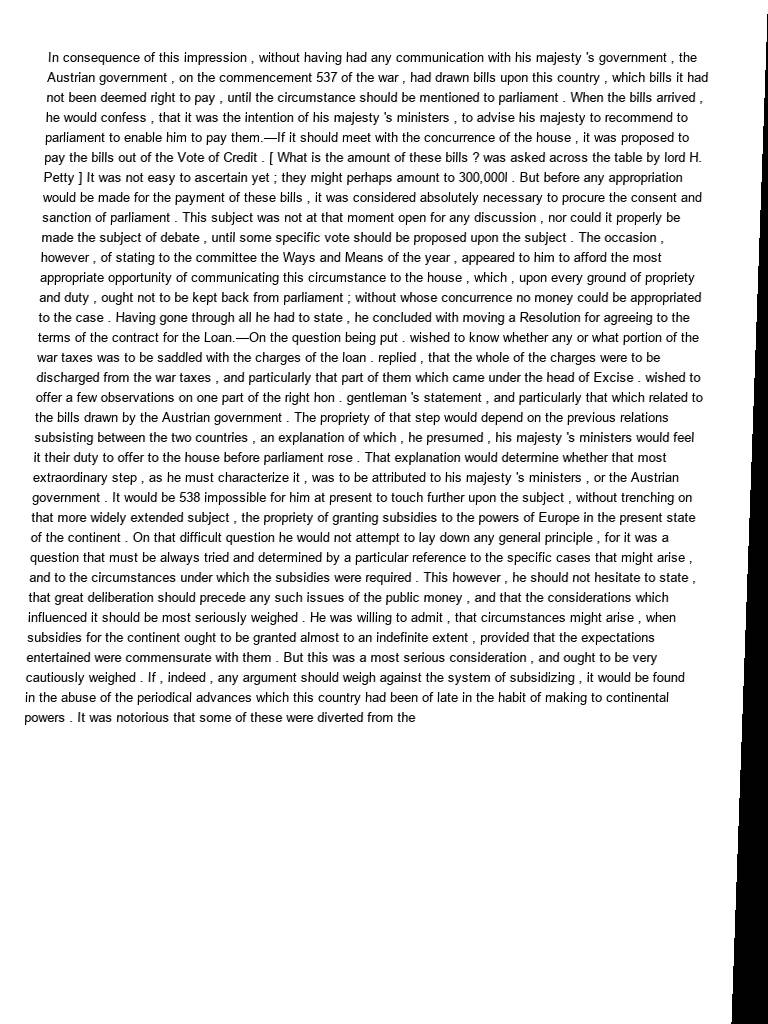 In consequence of this impression , without having had any communication with his majesty 's government , the
Austrian government , on the commencement 537 of the war , had drawn bills upon this country , which bills it had
not been deemed right to pay , until the circumstance should be mentioned to parliament . When the bills arrived ,
he would confess , that it was the intention of his majesty 's ministers , to advise his majesty to recommend to
parliament to enable him to pay them.—If it should meet with the concurrence of the house , it was proposed to
pay the bills out of the Vote of Credit . [ What is the amount of these bills ? was asked across the table by lord H.
Petty ] It was not easy to ascertain yet ; they might perhaps amount to 300,000l . But before any appropriation
would be made for the payment of these bills , it was considered absolutely necessary to procure the consent and
sanction of parliament . This subject was not at that moment open for any discussion , nor could it properly be
made the subject of debate , until some specific vote should be proposed upon the subject . The occasion ,
however , of stating to the committee the Ways and Means of the year , appeared to him to afford the most
appropriate opportunity of communicating this circumstance to the house , which , upon every ground of propriety
and duty , ought not to be kept back from parliament ; without whose concurrence no money could be appropriated
to the case . Having gone through all he had to state , he concluded with moving a Resolution for agreeing to the
terms of the contract for the Loan.—On the question being put . wished to know whether any or what portion of the
war taxes was to be saddled with the charges of the loan . replied , that the whole of the charges were to be
discharged from the war taxes , and particularly that part of them which came under the head of Excise . wished to
offer a few observations on one part of the right hon . gentleman 's statement , and particularly that which related to
the bills drawn by the Austrian government . The propriety of that step would depend on the previous relations
subsisting between the two countries , an explanation of which , he presumed , his majesty 's ministers would feel
it their duty to offer to the house before parliament rose . That explanation would determine whether that most
extraordinary step , as he must characterize it , was to be attributed to his majesty 's ministers , or the Austrian
government . It would be 538 impossible for him at present to touch further upon the subject , without trenching on
that more widely extended subject , the propriety of granting subsidies to the powers of Europe in the present state
of the continent . On that difficult question he would not attempt to lay down any general principle , for it was a
question that must be always tried and determined by a particular reference to the specific cases that might arise ,
and to the circumstances under which the subsidies were required . This however , he should not hesitate to state ,
that great deliberation should precede any such issues of the public money , and that the considerations which
influenced it should be most seriously weighed . He was willing to admit , that circumstances might arise , when
subsidies for the continent ought to be granted almost to an indefinite extent , provided that the expectations
entertained were commensurate with them . But this was a most serious consideration , and ought to be very
cautiously weighed . If , indeed , any argument should weigh against the system of subsidizing , it would be found
in the abuse of the periodical advances which this country had been of late in the habit of making to continental
powers . It was notorious that some of these were diverted from the